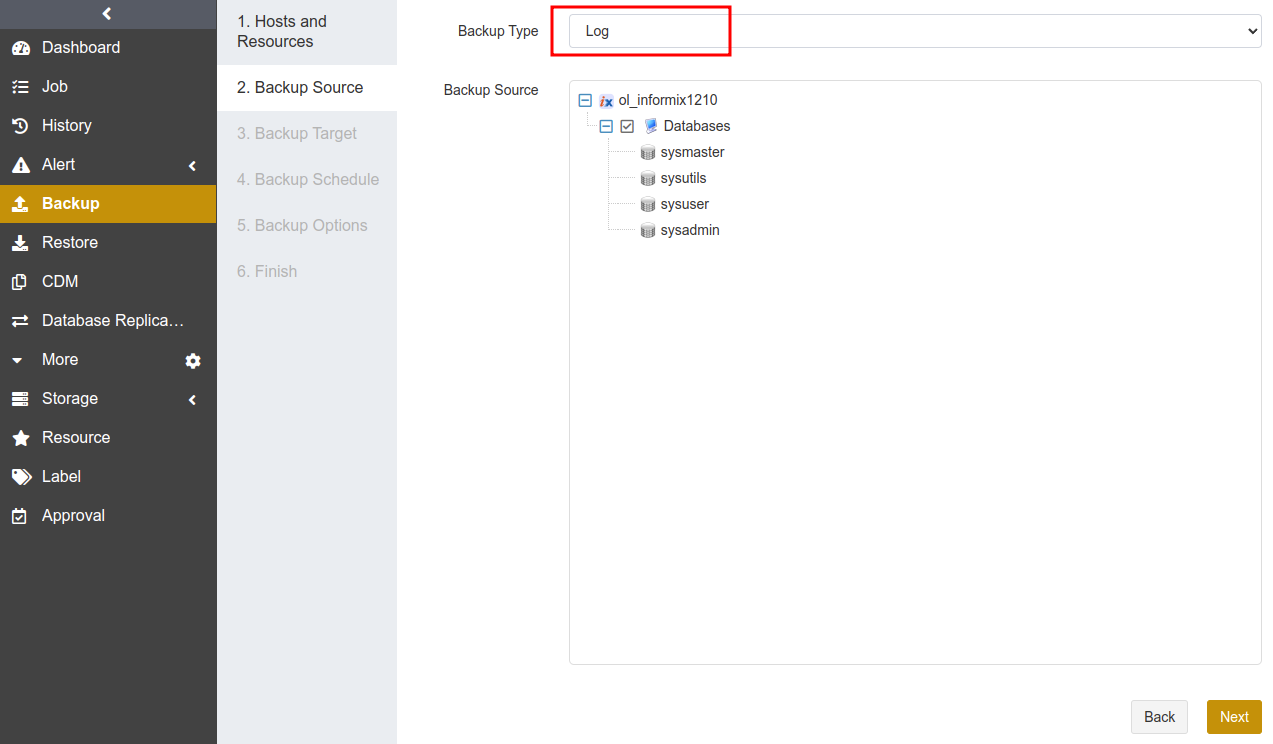 Dashboard
Job
History
Alert
Backup
Restore
CDM
Database Replica…
More
Storage
Resource
Label
Approval
1. Hosts and
Resources
2. Backup Source
3. Backup Target
4. Backup Schedule
5. Backup Options
6. Finish
Backup Type
Log
Backup Source
ix ol_informix1210
Databases
sysmaster
sysutils
sysuser
sysadmin
Back
Next